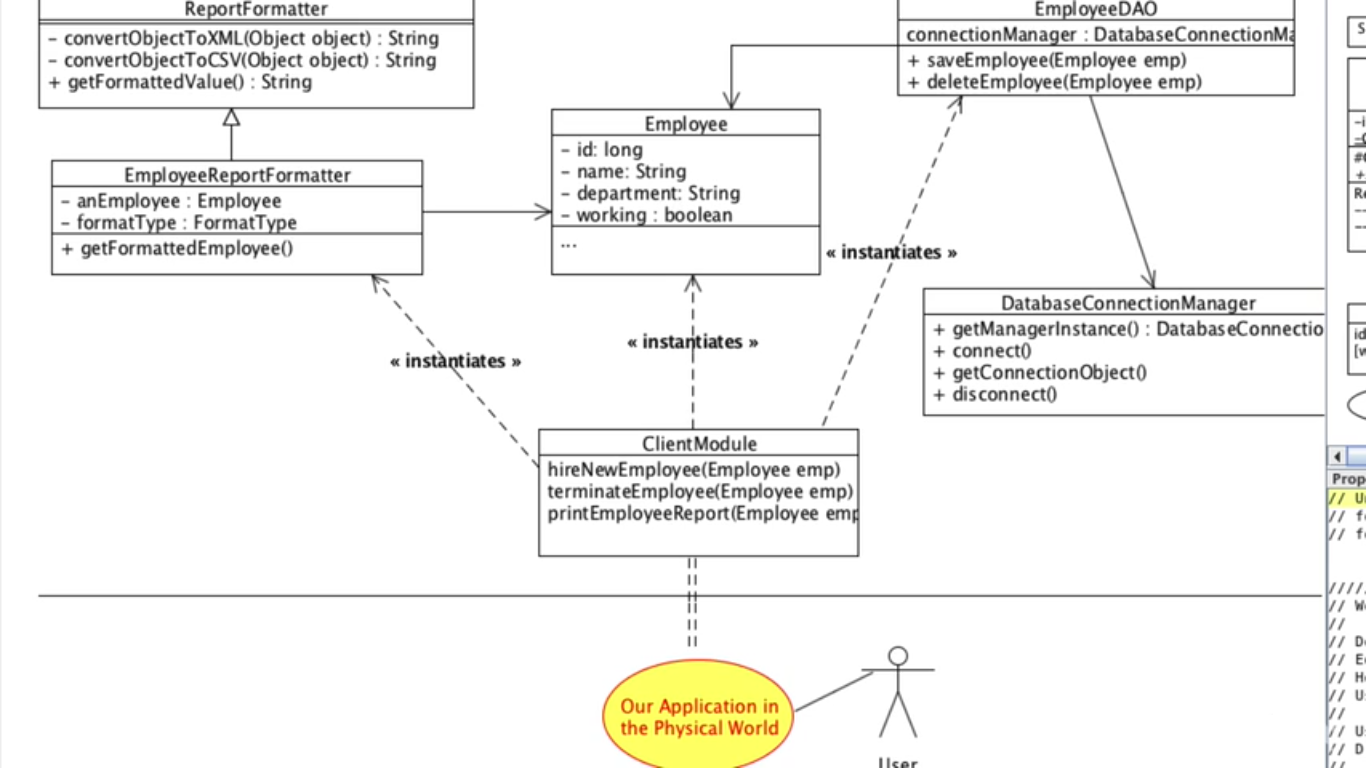 ReportFormatter
- convertObjectToXML(Object object) : String
- convertObjectToCSV(Object object) : String
+ getFormattedValue() : String
EmployeeDAO
connectionManager : DatabaseConnectionMa
+ saveEmployee(Employee emp)
+ deleteEmployee(Employee emp)
Employee
- id: long
- name: String
- department: String
- working : boolean
...
EmployeeReportFormatter
- anEmployee : Employee
- formatType : FormatType
+ getFormattedEmployee()
« instantiates »
« instantiates »
« instantiates »
DatabaseConnectionManager
+ getManagerInstance() : DatabaseConnectio
+ connect()
+ getConnectionObject()
+ disconnect()
ClientModule
hireNewEmployee(Employee emp)
terminateEmployee(Employee emp)
printEmployeeReport(Employee emp
Our Application in
the Physical World
User
S
-i
#
+
Re
--
--
id
[w
Prop
// U
// f
// f
////
// W
//
// D
// E
// H
// U
//
// U
// D
//